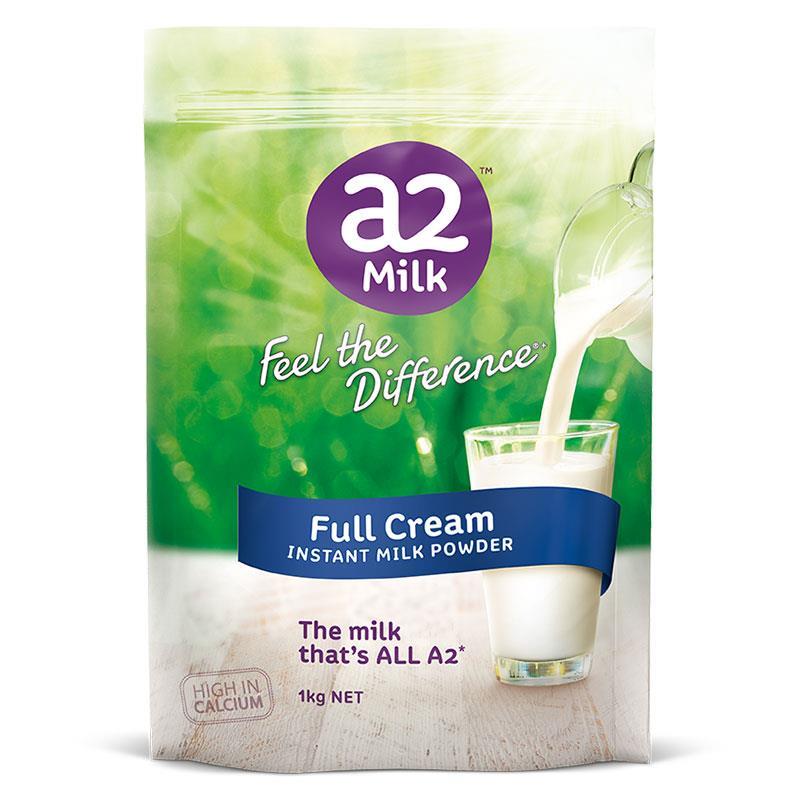 a2
™
Milk
Feel the
Difference®+
Full Cream
INSTANT MILK POWDER
The milk
that's ALL A2*
HIGH IN
CALCIUM
1kg NET